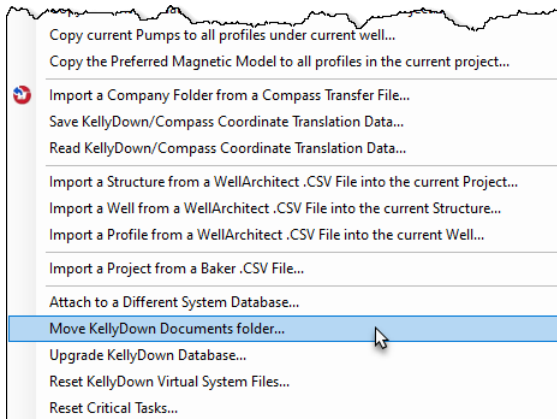 Copy current Pumps to all profiles under current well...
Copy the Preferred Magnetic Model to all profiles in the current project...
Import a Company Folder from a Compass Transfer File...
Save KellyDown/Compass Coordinate Translation Data...
Read KellyDown/Compass Coordinate Translation Data...
Import a Structure from a WellArchitect .CSV File into the current Project...
Import a Well from a WellArchitect .CSV File into the current Structure...
Import a Profile from a WellArchitect .CSV File into the current Well...
Import a Project from a Baker .CSV File...
Attach to a Different System Database...
Move KellyDown Documents folder...
Upgrade KellyDown Database...
Reset KellyDown Virtual System Files...
Reset Critical Tasks...